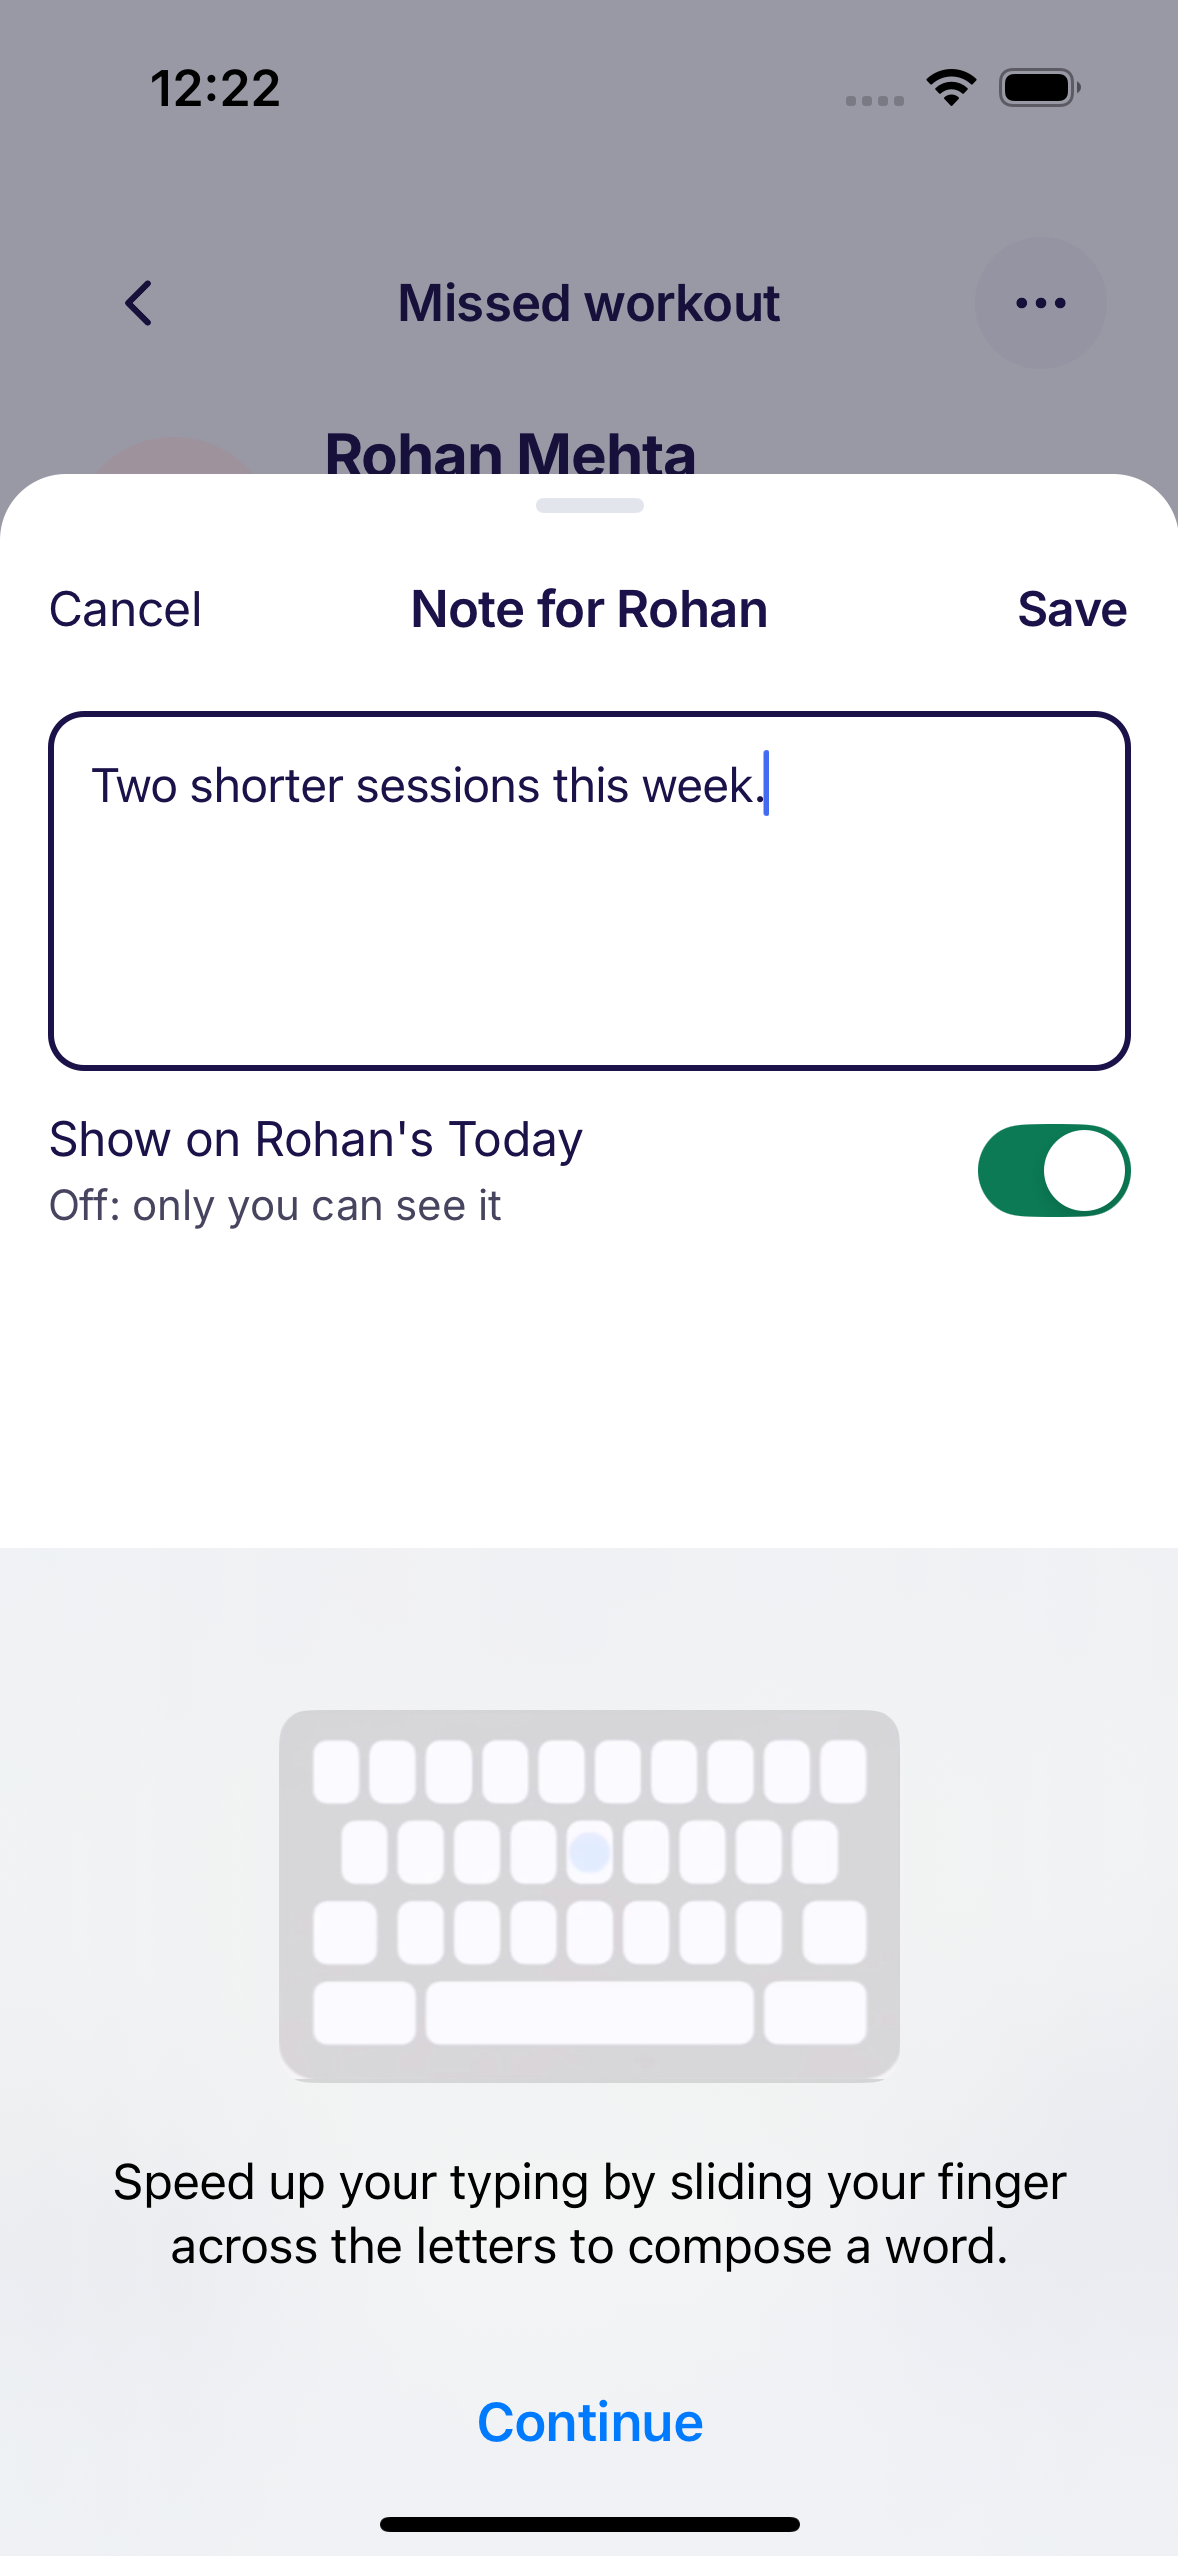 12:22
Missed workout
Rohan Mehta
Cancel
Note for Rohan
Save
Two shorter sessions this week.
Show on Rohan's Today
Off: only you can see it
Speed up your typing by sliding your finger
across the letters to compose a word.
Continue